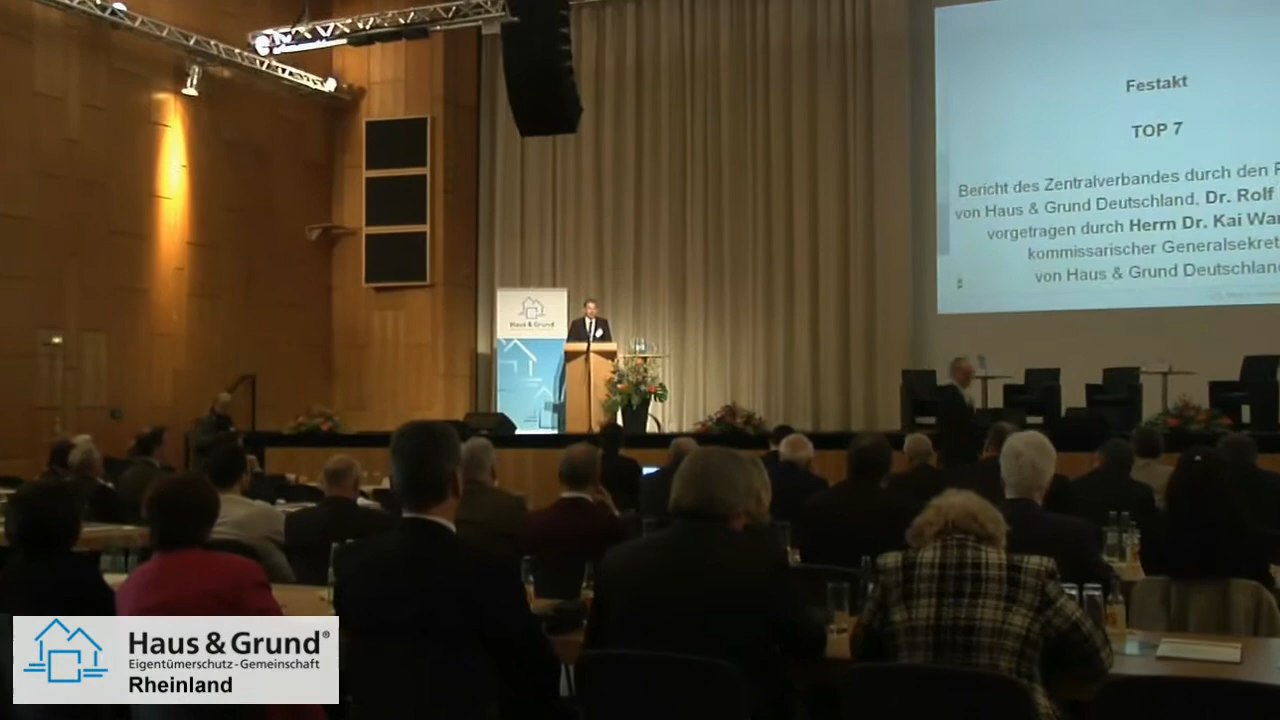 Festakt
TOP 7
Bericht des Zentralverbandes durch den
von Haus & Grund Deutschland, Dr. Rolf
vorgetragen durch Herrn Dr. Kai
kommissarischer
von Haus & Grund Deutschland
Haus & Grund
Haus & Grund®
Eigentümerschutz-Gemeinschaft
Rheinland